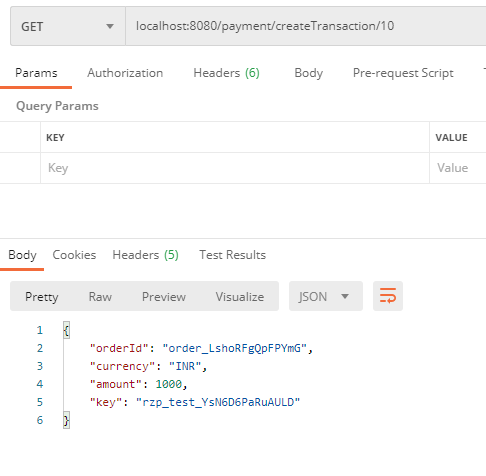 GET localhost:8080/payment/createTransaction/10
Params Authorization Headers (6) Body Pre-request Script
Query Params
KEY VALUE
Key Value
Body Cookies Headers (5) Test Results
Pretty Raw Preview Visualize JSON
1 {
2 "orderId": "order_LshoRFgQpFPYmG",
3 "currency": "INR",
4 "amount": 1000,
5 "key": "rzp_test_YsN6D6PaRuAULD"
6 }